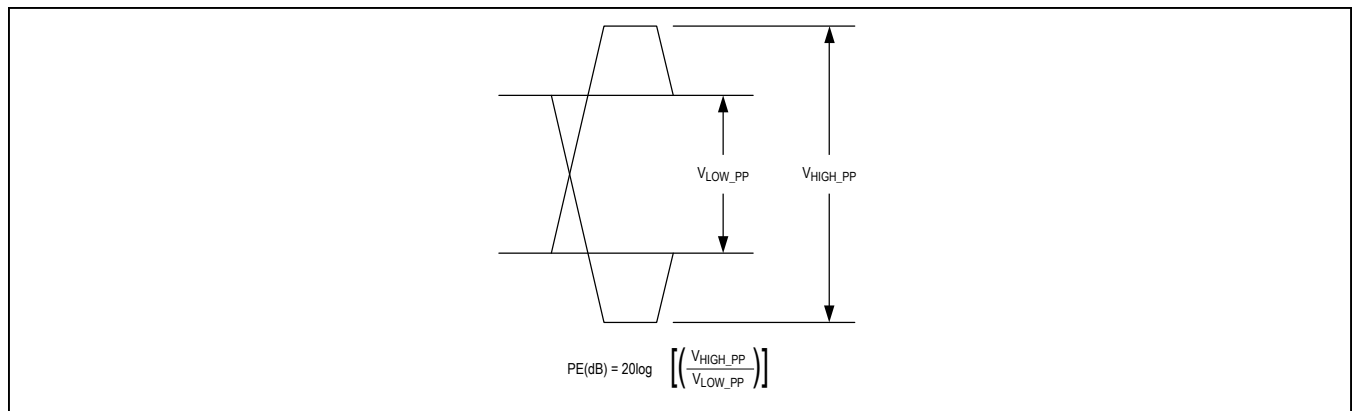 VLOW_PP VHIGH_PP
PE(dB) = 20log [(VHIGH_PP / VLOW_PP)]